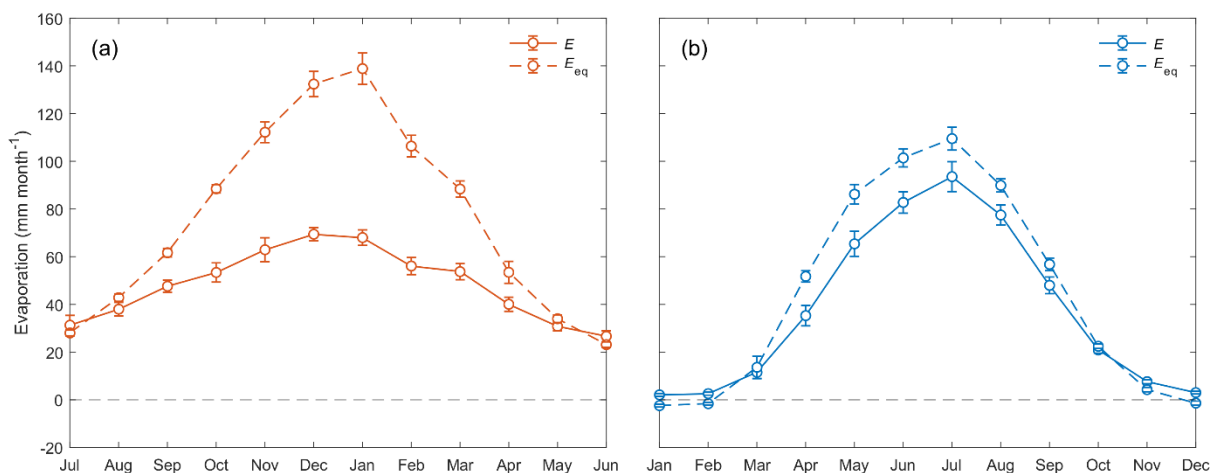 160
140
120
100
80
60
40
20
0
-20
Evaporation (mm month⁻¹)
(a)
E
E_eq
Jul Aug Sep Oct Nov Dec Jan Feb Mar Apr May Jun
(b)
E
E_eq
Jan Feb Mar Apr May Jun Jul Aug Sep Oct Nov Dec